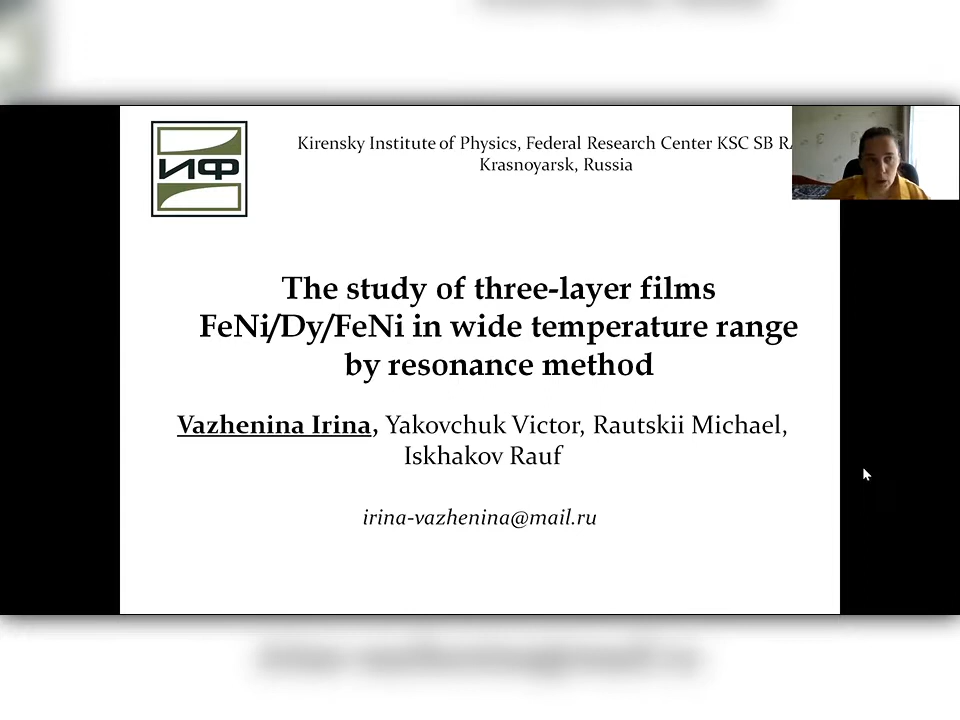 ИФ
Kirensky Institute of Physics, Federal Research Center KSC SB
Krasnoyarsk, Russia
The study of three-layer films
FeNi/Dy/FeNi in wide temperature range
by resonance method
Vazhenina Irina, Yakovchuk Victor, Rautskii Michael,
Iskhakov Rauf
irina-vazhenina@mail.ru